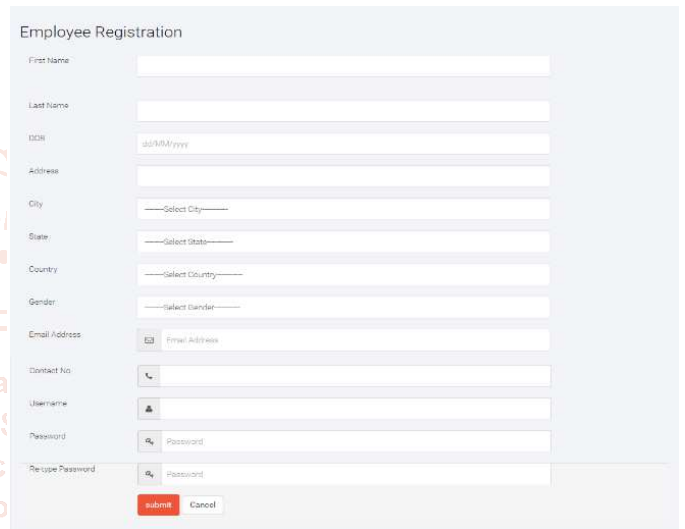 Employee Registration
First Name
Last Name
DOB
dd/MM/yyyy
Address
City
-------Select City-----------
State
-------Select State-----------
Country
-------Select Country-----------
Gender
-------Select Gender-----------
Email Address
Email Address
Contact No.
Username
Password
Password
Re-type Password
Password
submit
Cancel